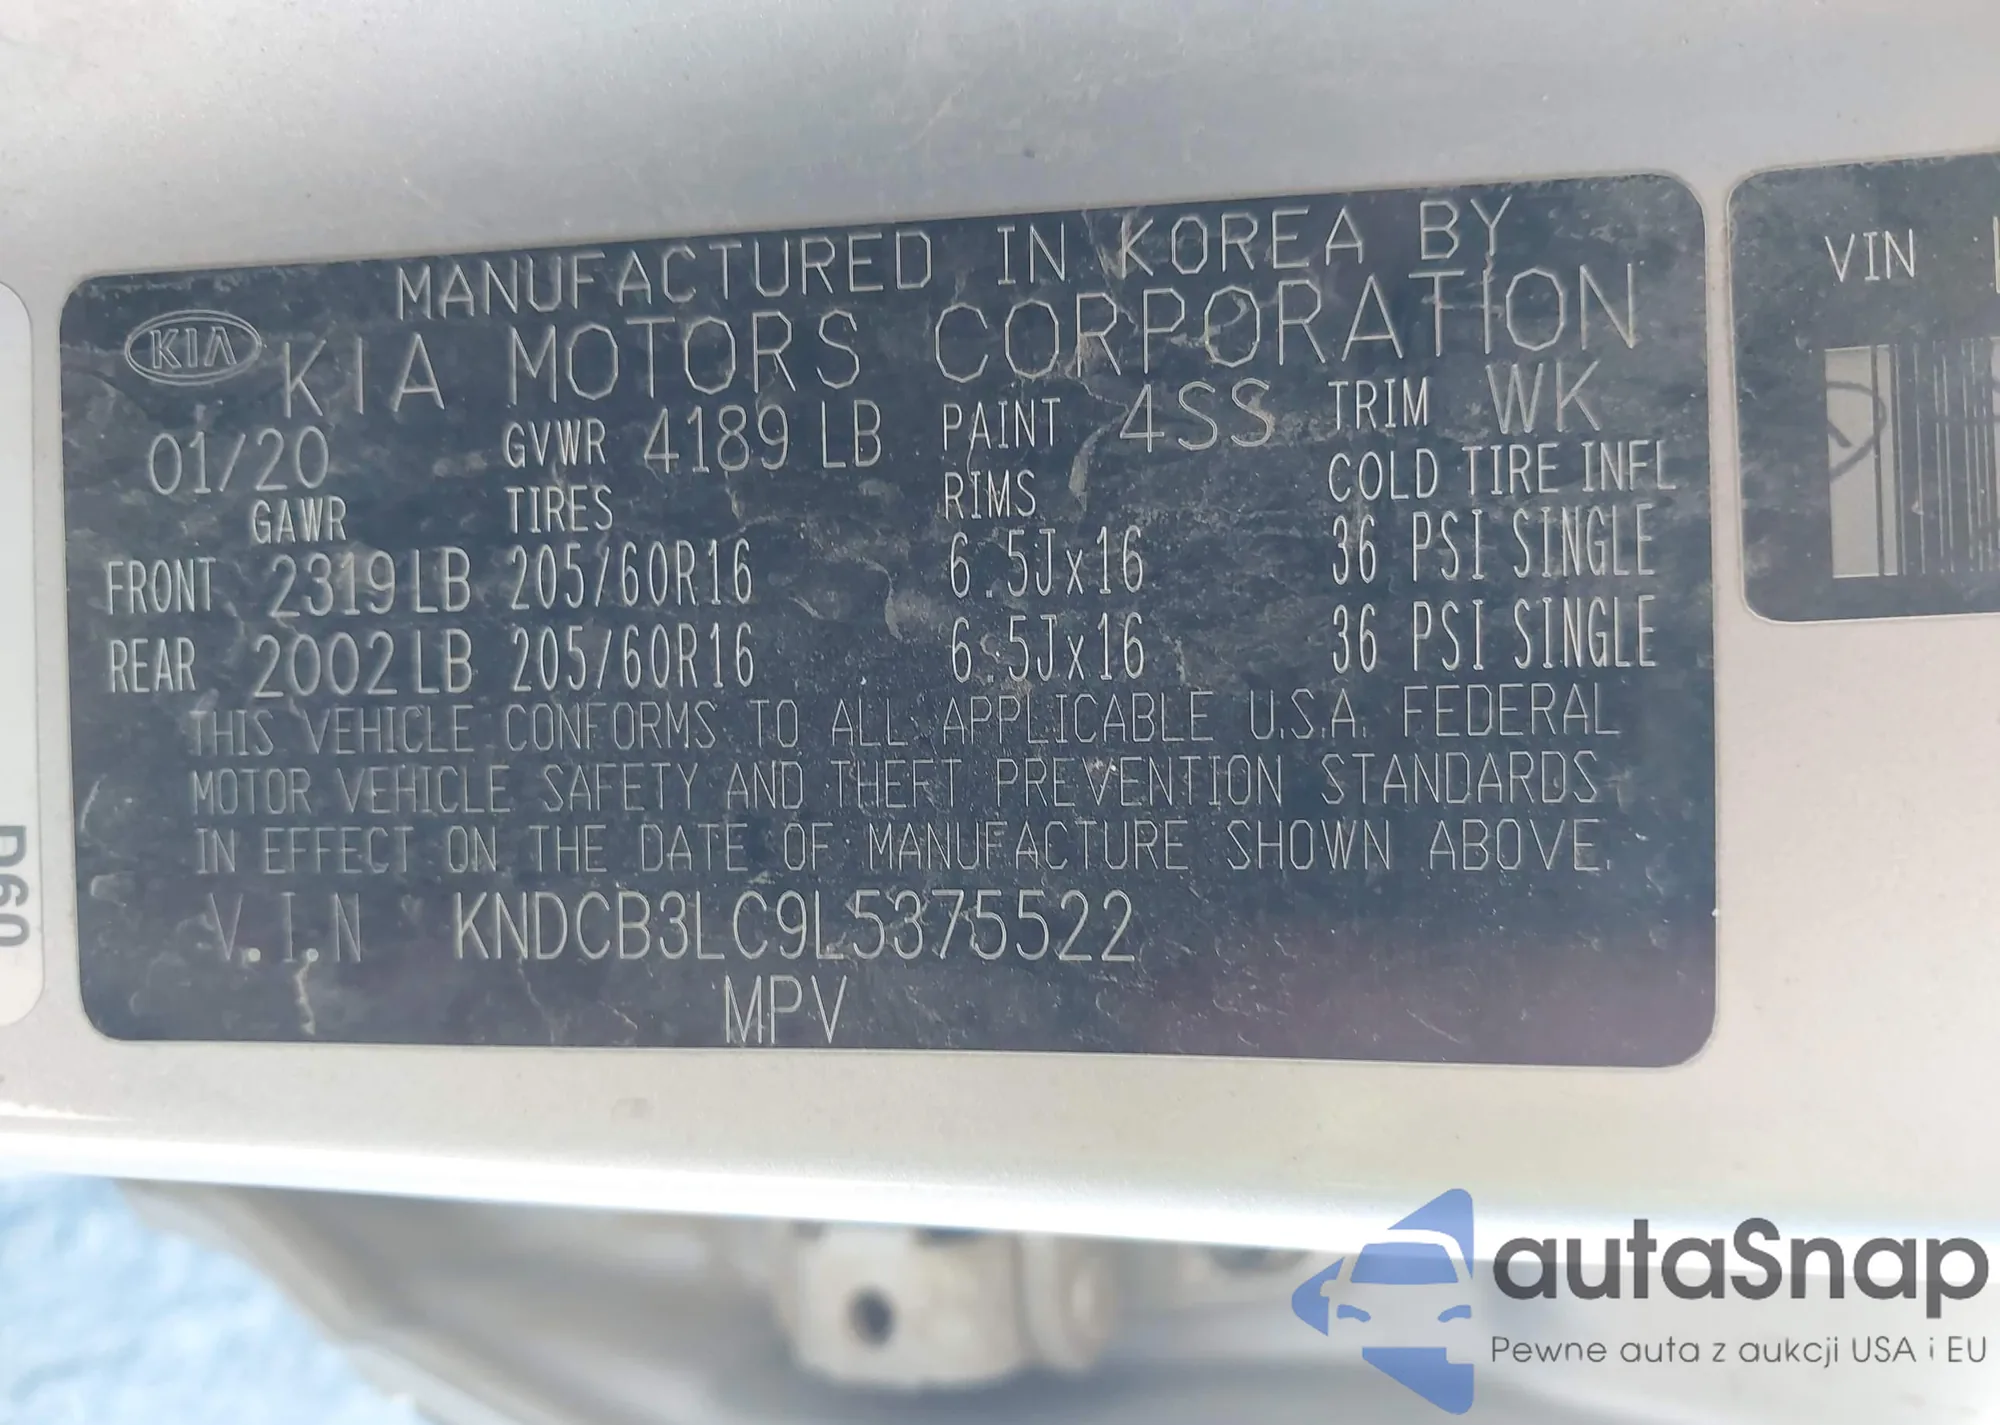 MANUFACTURED IN KOREA BY
KIA KIA MOTORS CORPORATION
01/20 GVWR 4189 LB PAINT 4SS TRIM WK
GAWR TIRES RIMS COLD TIRE INFL
FRONT 2319 LB 205/60R16 6.5Jx16 36 PSI SINGLE
REAR 2002 LB 205/60R16 6.5Jx16 36 PSI SINGLE
THIS VEHICLE CONFORMS TO ALL APPLICABLE U.S.A. FEDERAL
MOTOR VEHICLE SAFETY AND THEFT PREVENTION STANDARDS
IN EFFECT ON THE DATE OF MANUFACTURE SHOWN ABOVE.
V.I.N KNDCB3LC9L5375522
MPV
VIN
D60
autaSnap
Pewne auta z aukcji USA i EU